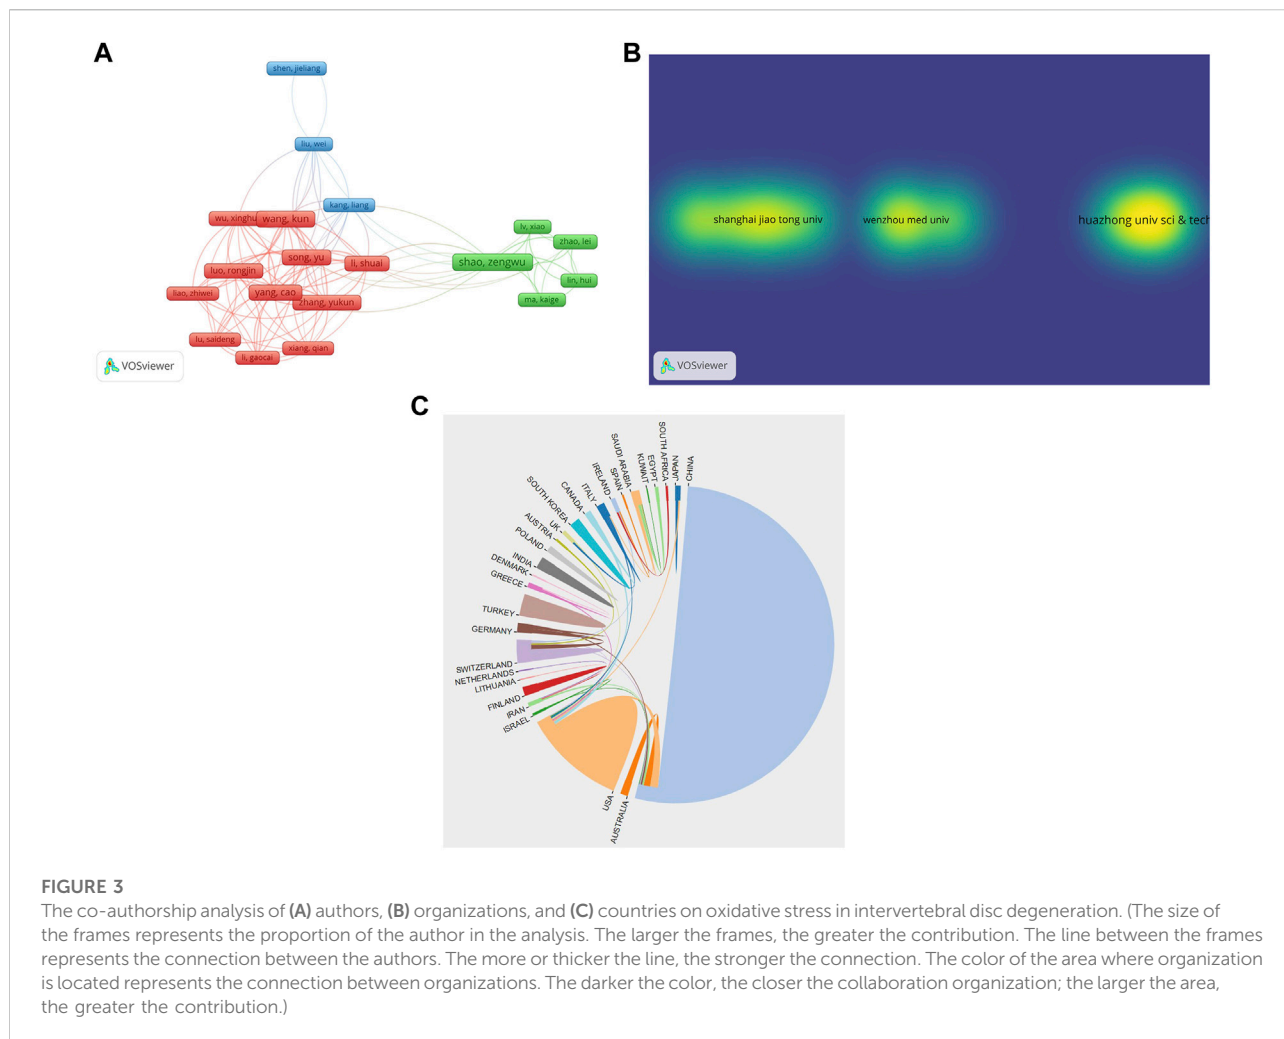 A
shen, jieliang
liu, wei
kang, liang
wu, xinghu
wang, kun
lv, xiao
zhao, lei
song, yu
li, shuai
shao, zengwu
luo, rongjin
lin, hui
liao, zhiwei
yang, cao
zhang, yukun
ma, kaige
lu, saideng
li, gaocai
xiang, qian
VOSviewer
B
shanghai jiao tong univ
wenzhou med univ
huazhong univ sci & tech
VOSviewer
C
CHINA
JAPAN
SOUTH AFRICA
EGYPT
KUWAIT
SAUDI ARABIA
SPAIN
IRELAND
ITALY
CANADA
SOUTH KOREA
UK
AUSTRIA
POLAND
INDIA
DENMARK
GREECE
TURKEY
GERMANY
SWITZERLAND
NETHERLANDS
LITHUANIA
FINLAND
IRAN
ISRAEL
USA
AUSTRALIA
FIGURE 3
The co-authorship analysis of (A) authors, (B) organizations, and (C) countries on oxidative stress in intervertebral disc degeneration. (The size of
the frames represents the proportion of the author in the analysis. The larger the frames, the greater the contribution. The line between the frames
represents the connection between the authors. The more or thicker the line, the stronger the connection. The color of the area where organization
is located represents the connection between organizations. The darker the color, the closer the collaboration organization; the larger the area,
the greater the contribution.)